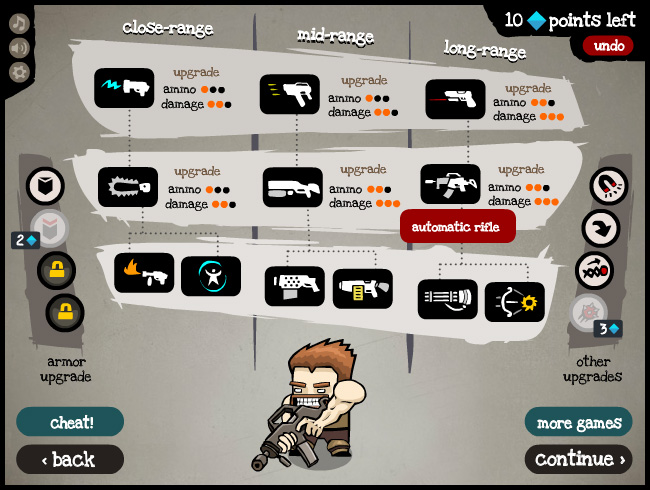 10 points left
undo
close-range
mid-range
long-range
upgrade
ammo
damage
upgrade
ammo
damage
upgrade
ammo
damage
upgrade
ammo
damage
upgrade
ammo
damage
upgrade
ammo
damage
automatic rifle
2
3
armor
upgrade
other
upgrades
cheat!
more games
‹ back
continue ›